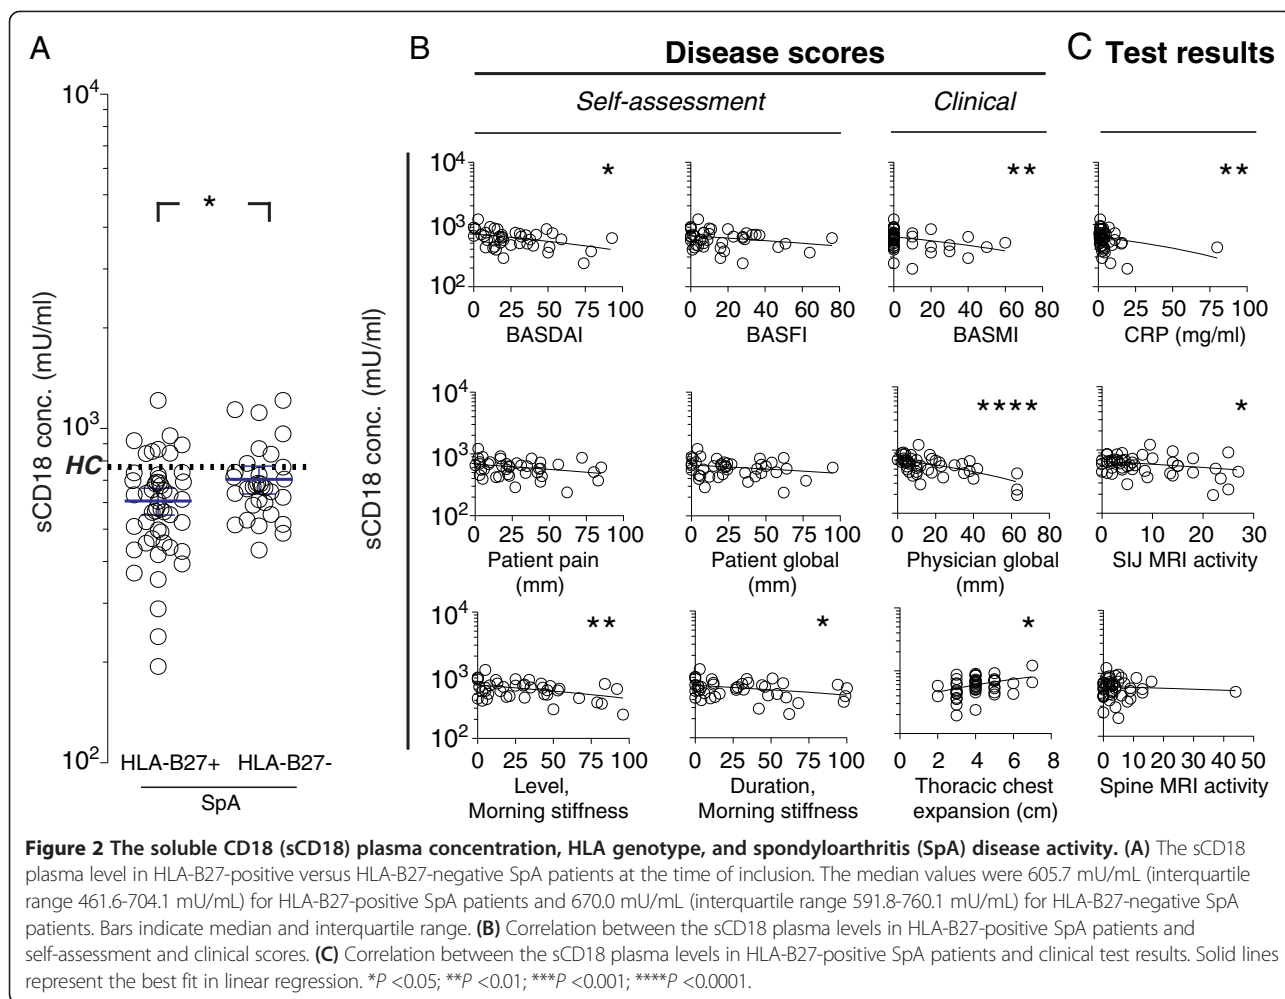 A
B
Disease scores
C Test results
Self-assessment
Clinical
10⁴
10³
10²
sCD18 conc. (mU/ml)
HC
*
HLA-B27+ HLA-B27-
SpA
sCD18 conc. (mU/ml)
10⁴
10³
10²
*
0 25 50 75 100
BASDAI
0 20 40 60 80
BASFI
**
0 20 40 60 80
BASMI
**
0 25 50 75 100
CRP (mg/ml)
10⁴
10³
10²
0 25 50 75 100
Patient pain
(mm)
0 25 50 75 100
Patient global
(mm)
****
0 20 40 60 80
Physician global
(mm)
*
0 10 20 30
SIJ MRI activity
10⁴
10³
10²
**
0 25 50 75 100
Level,
Morning stiffness
*
0 25 50 75 100
Duration,
Morning stiffness
*
0 2 4 6 8
Thoracic chest
expansion (cm)
0 10 20 30 40 50
Spine MRI activity
Figure 2 The soluble CD18 (sCD18) plasma concentration, HLA genotype, and spondyloarthritis (SpA) disease activity. (A) The sCD18
plasma level in HLA-B27-positive versus HLA-B27-negative SpA patients at the time of inclusion. The median values were 605.7 mU/mL (interquartile
range 461.6-704.1 mU/mL) for HLA-B27-positive SpA patients and 670.0 mU/mL (interquartile range 591.8-760.1 mU/mL) for HLA-B27-negative SpA
patients. Bars indicate median and interquartile range. (B) Correlation between the sCD18 plasma levels in HLA-B27-positive SpA patients and
self-assessment and clinical scores. (C) Correlation between the sCD18 plasma levels in HLA-B27-positive SpA patients and clinical test results. Solid lines
represent the best fit in linear regression. *P <0.05; **P <0.01; ***P <0.001; ****P <0.0001.